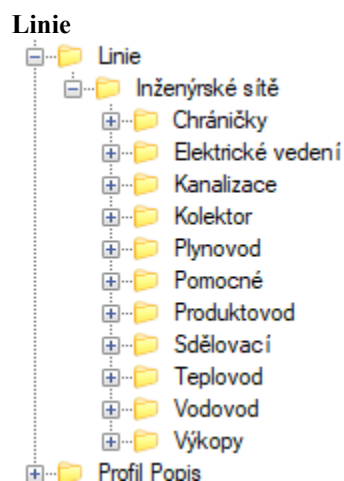 Linie
Linie
Inženýrské sítě
Chráničky
Elektrické vedení
Kanalizace
Kolektor
Plynovod
Pomocné
Produktovod
Sdělovací
Teplovod
Vodovod
Výkopy
Profil Popis